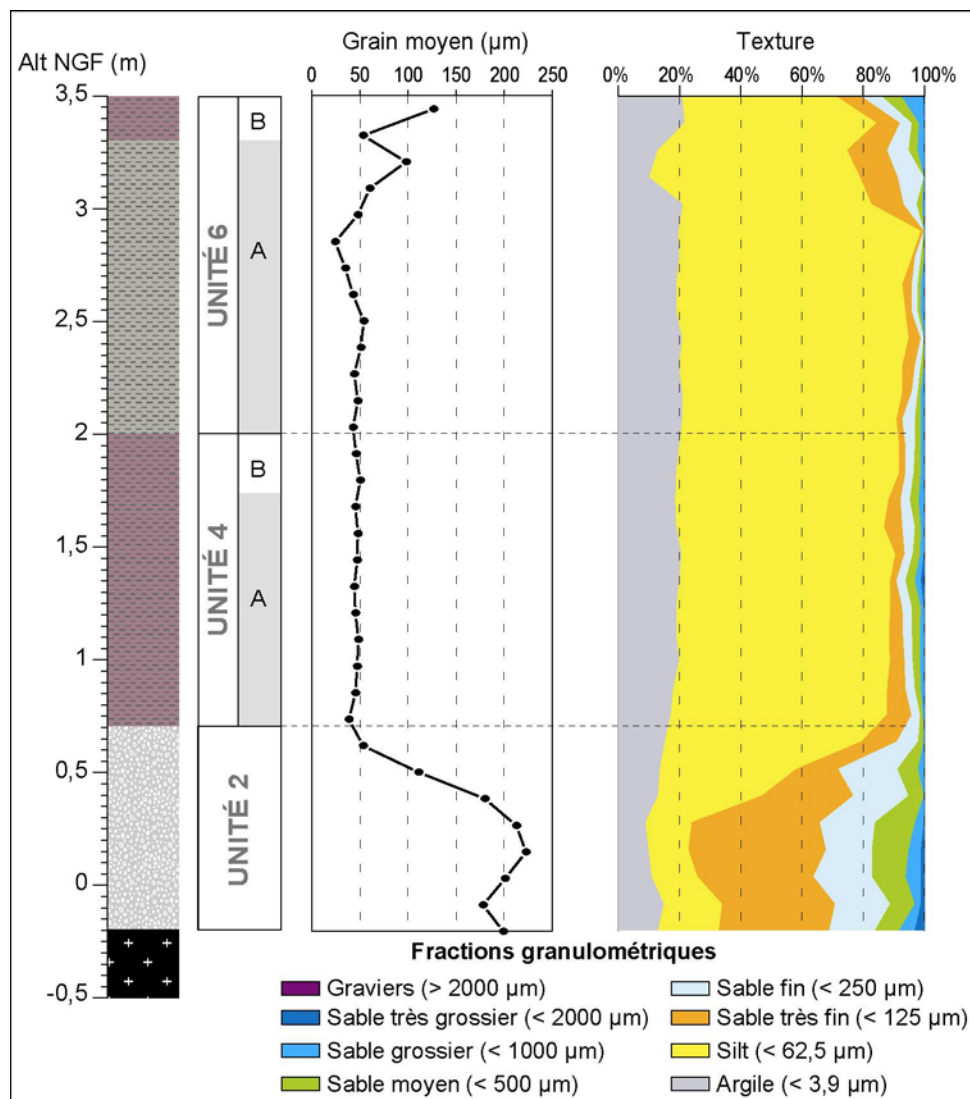 Grain moyen (µm)
Texture
Alt NGF (m)
0 50 100 150 200 250
0% 20% 40% 60% 80% 100%
3,5
3
2,5
2
1,5
1
0,5
0
-0,5
UNITÉ 6
B
A
UNITÉ 4
B
A
UNITÉ 2
Fractions granulométriques
Graviers (> 2000 µm)
Sable très grossier (< 2000 µm)
Sable grossier (< 1000 µm)
Sable moyen (< 500 µm)
Sable fin (< 250 µm)
Sable très fin (< 125 µm)
Silt (< 62,5 µm)
Argile (< 3,9 µm)